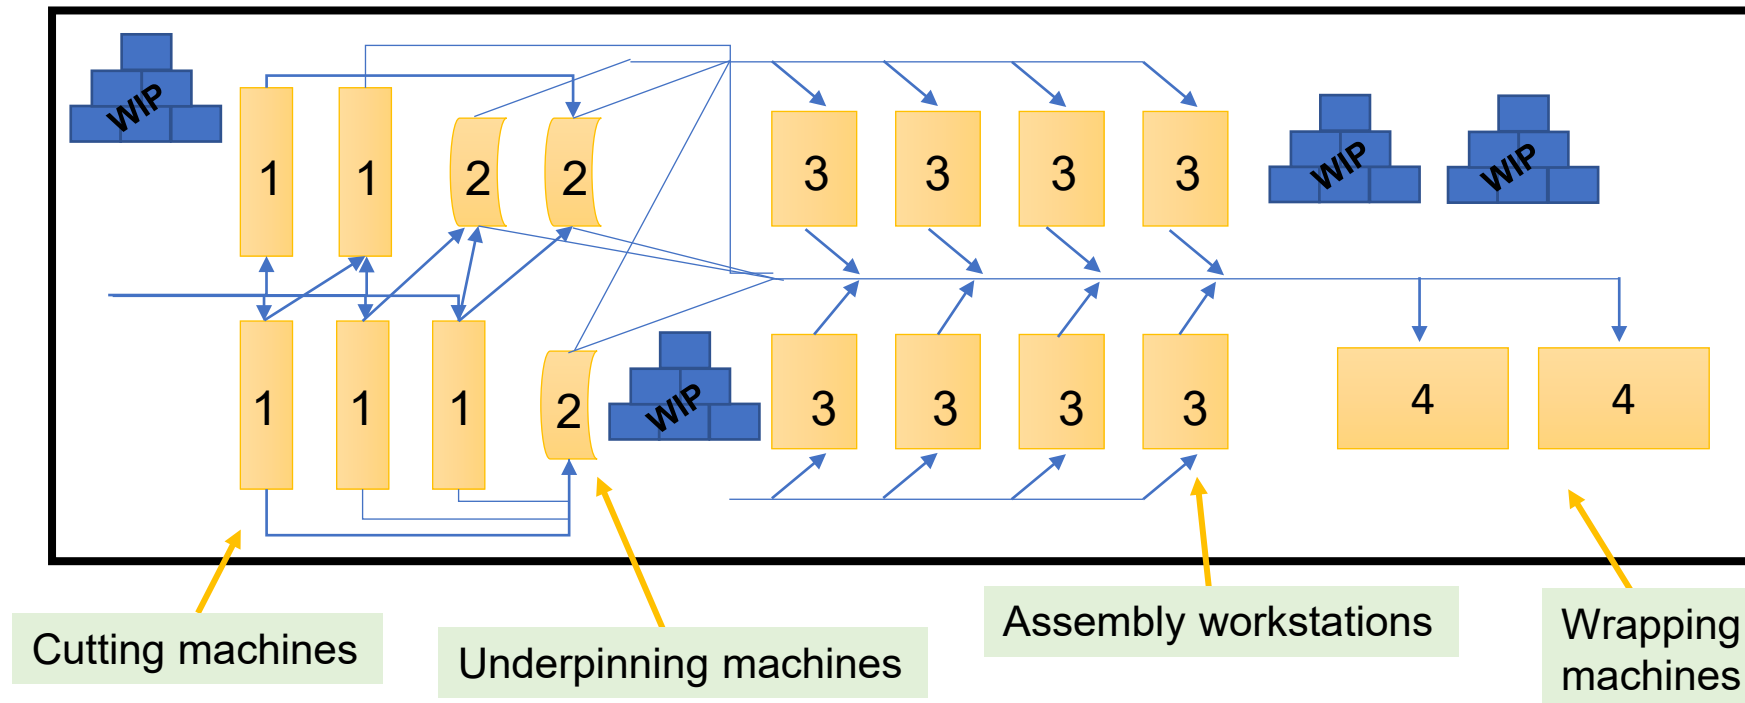 WIP
1
1
2
2
3
3
3
3
WIP
WIP
1
1
1
2
WIP
3
3
3
3
4
4
Cutting machines
Underpinning machines
Assembly workstations
Wrapping
machines